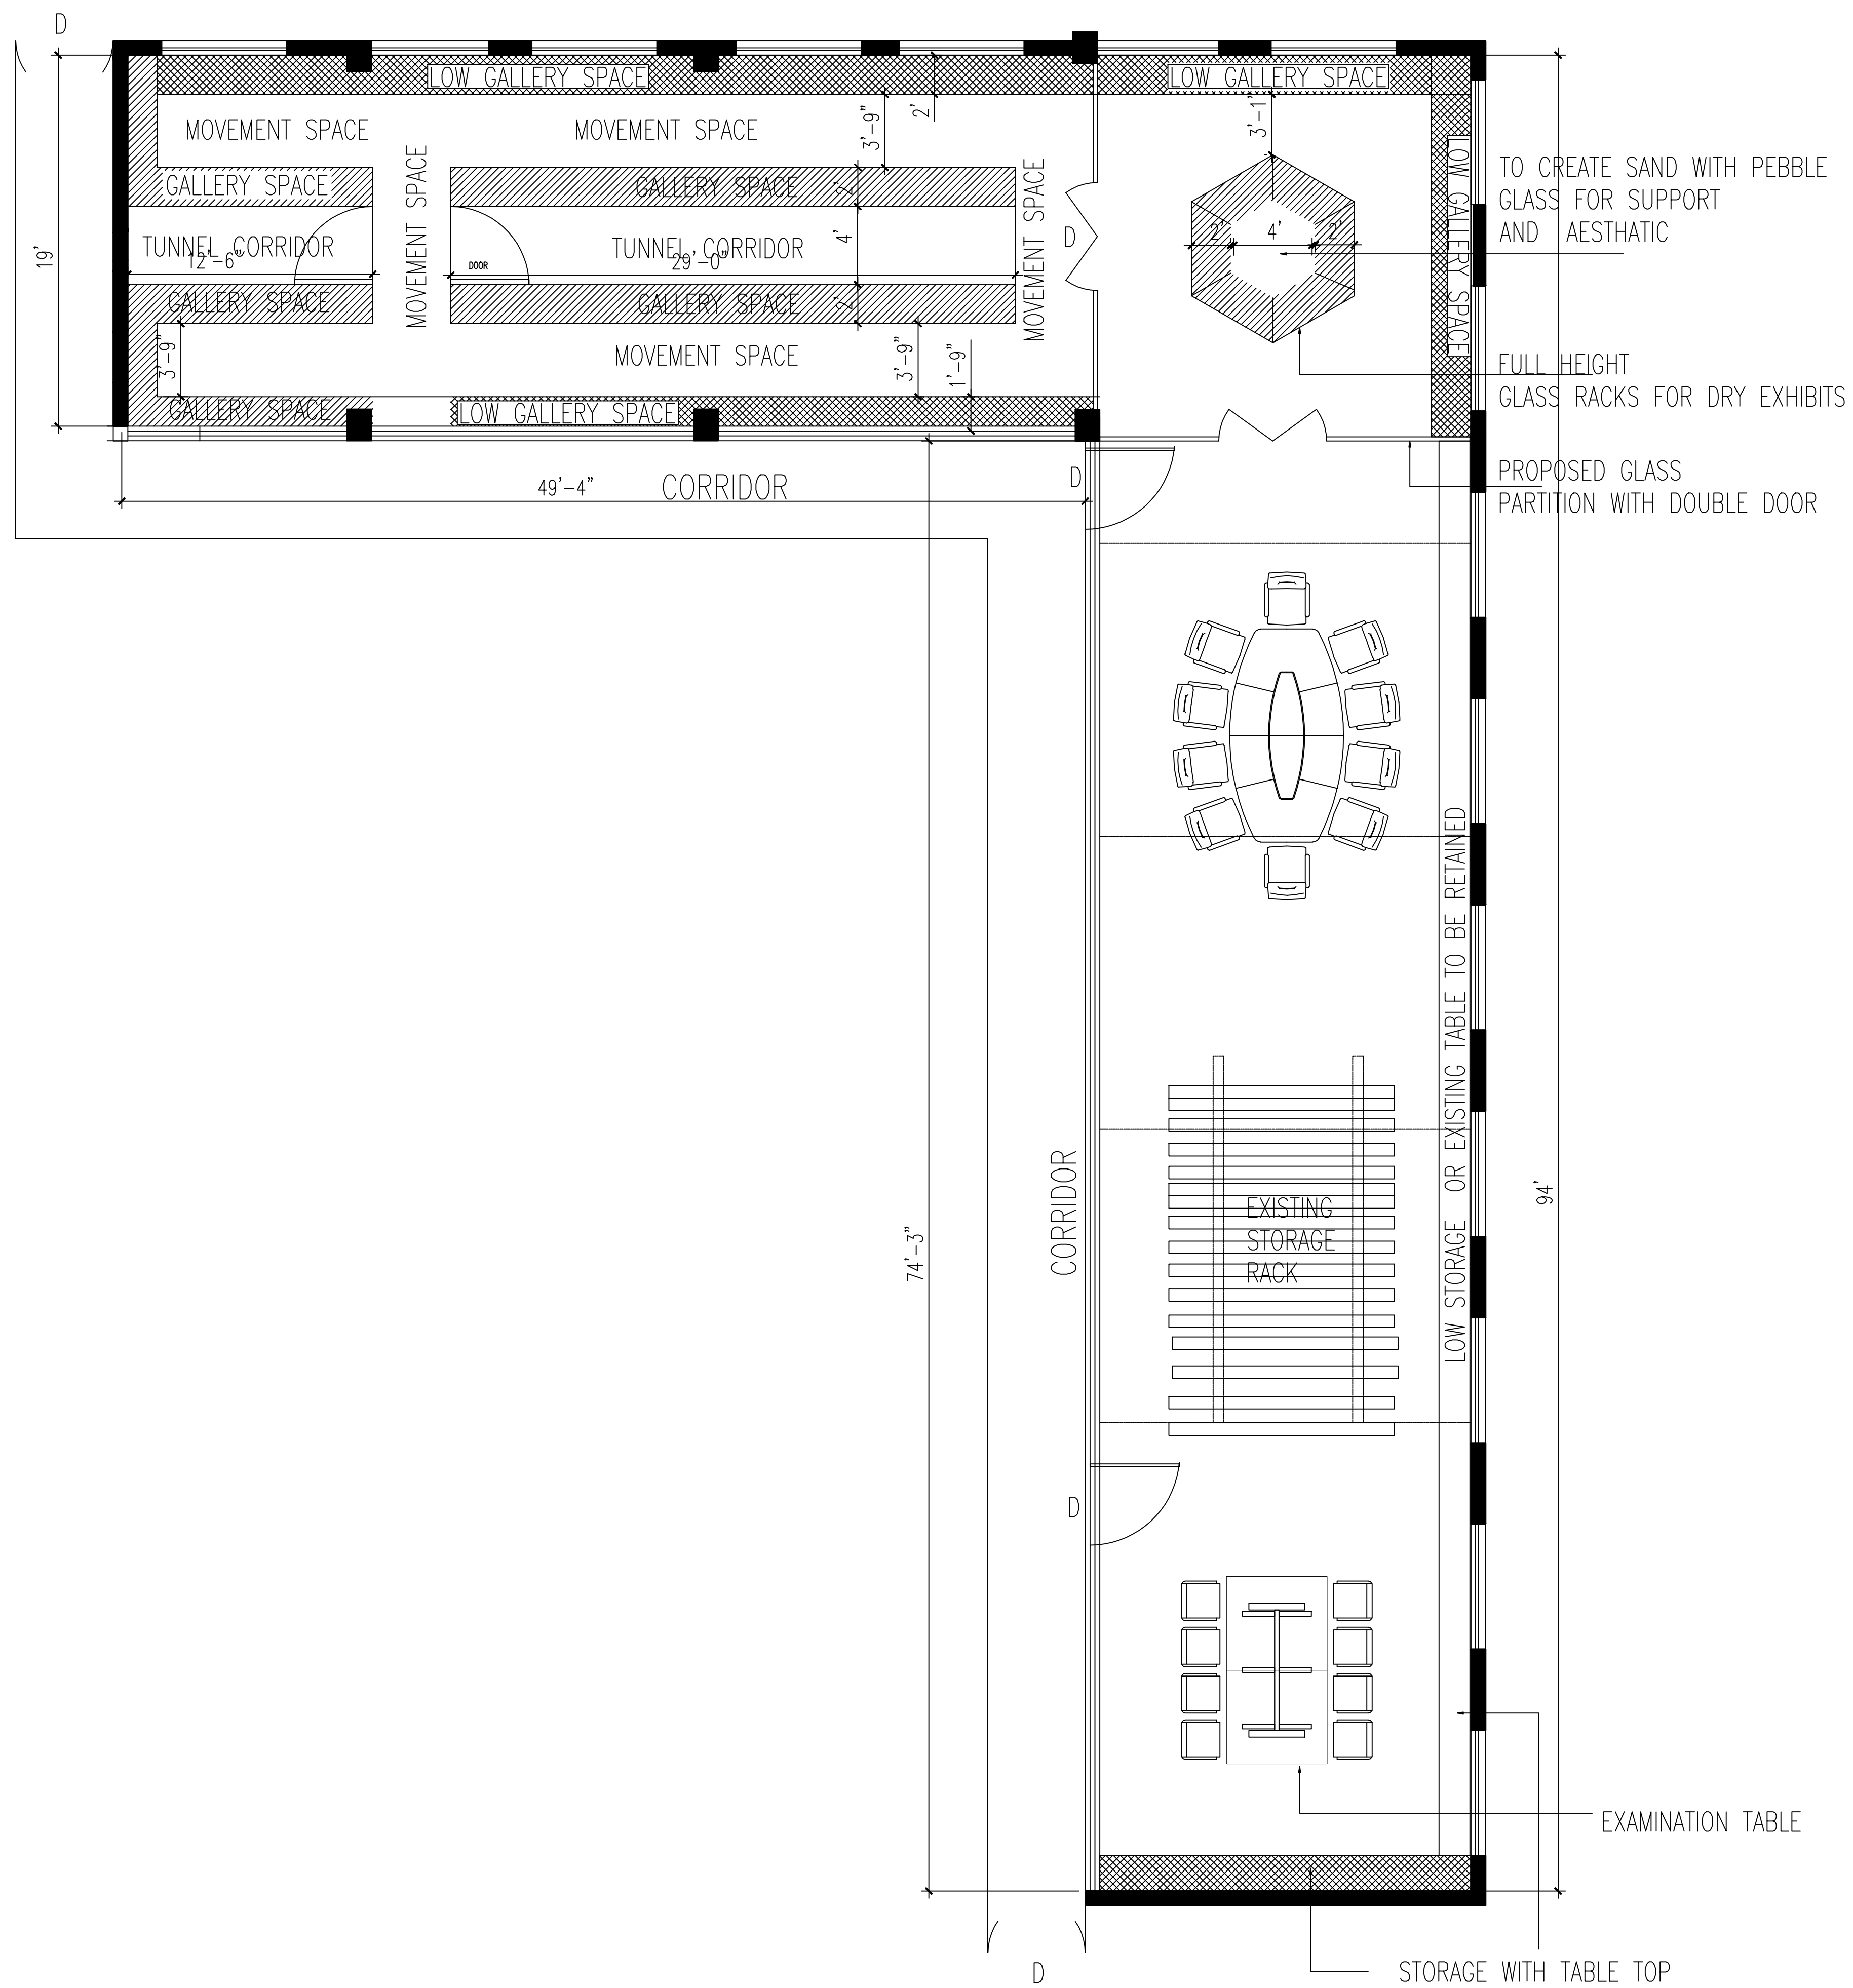 D
LOW GALLERY SPACE
LOW GALLERY SPACE
2'
3'-1"
3'-9"
MOVEMENT SPACE
MOVEMENT SPACE
MOVEMENT SPACE
MOVEMENT SPACE
LOW GALLERY SPACE
TO CREATE SAND WITH PEBBLE
GLASS FOR SUPPORT
AND AESTHATIC
GALLERY SPACE
GALLERY SPACE
2'
19'
TUNNEL CORRIDOR
12'-6"
DOOR
TUNNEL CORRIDOR
29'-0"
4'
D
2'
4'
2'
GALLERY SPACE
GALLERY SPACE
2'
3'-9"
MOVEMENT SPACE
3'-9"
1'-9"
FULL HEIGHT
GLASS RACKS FOR DRY EXHIBITS
GALLERY SPACE
LOW GALLERY SPACE
PROPOSED GLASS
PARTITION WITH DOUBLE DOOR
49'-4"
CORRIDOR
D
LOW STORAGE OR EXISTING TABLE TO BE RETAINED
94'
74'-3"
CORRIDOR
EXISTING
STORAGE
RACK
D
EXAMINATION TABLE
STORAGE WITH TABLE TOP
D